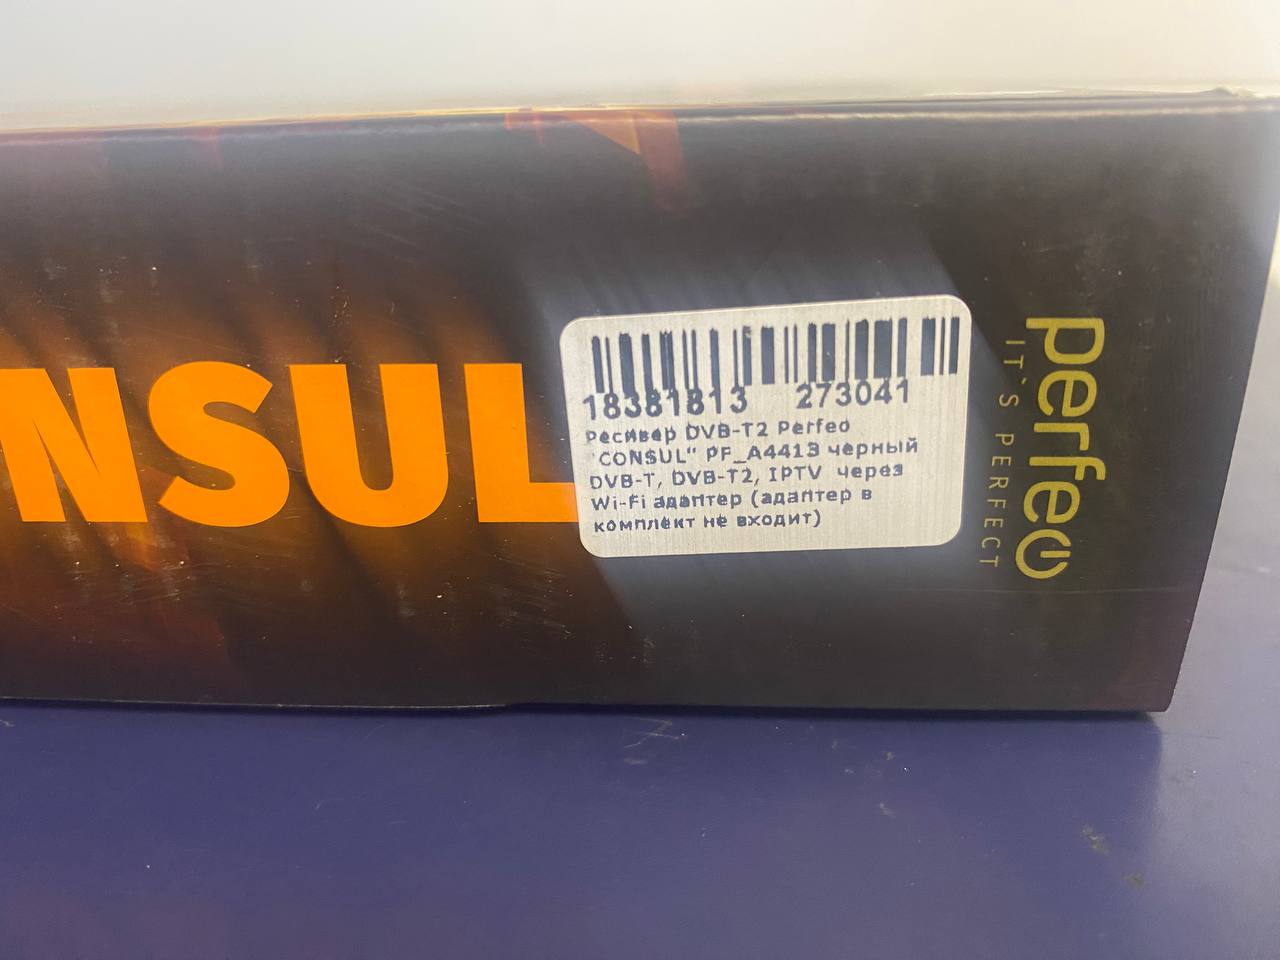 NSUL
18381813 273041
Ресивер DVB-T2 Perfeo
"CONSUL" PF_A4413 черный
DVB-T, DVB-T2, IPTV через
Wi-Fi адаптер (адаптер в
комплект не входит)
perfeo
IT`S PERFECT